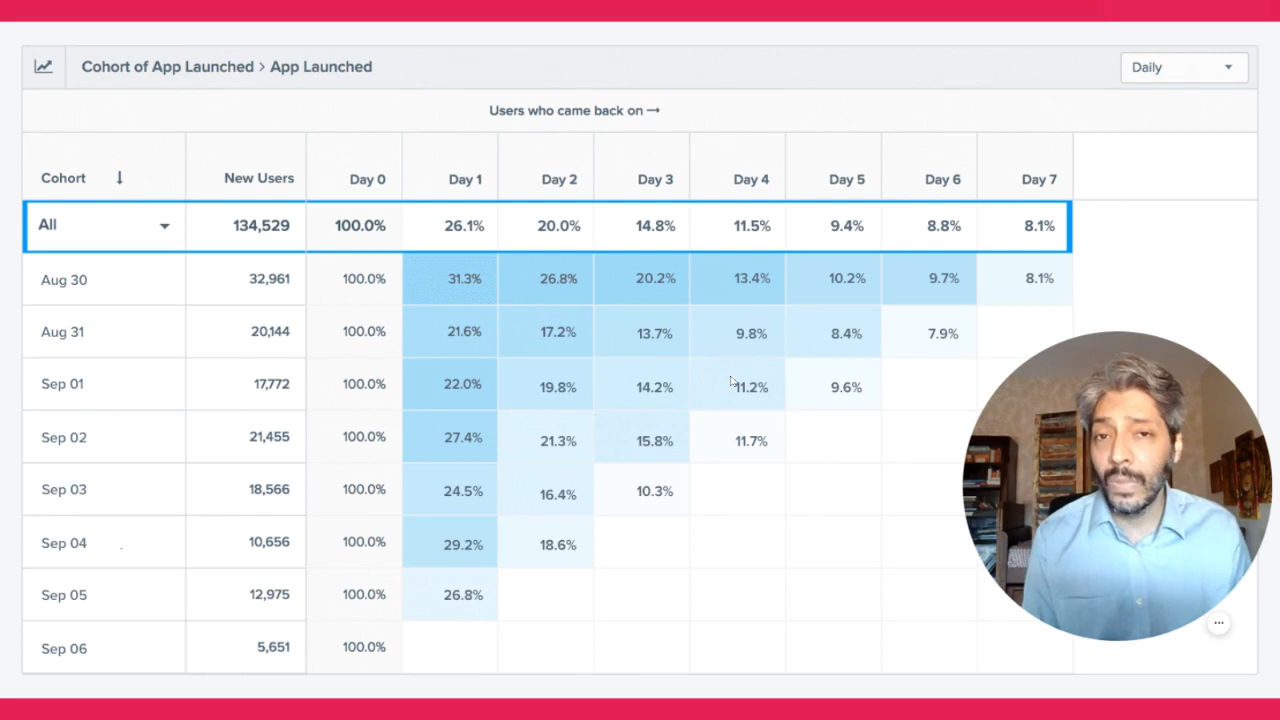 Cohort of App Launched > App Launched
Daily
Users who came back on →
Cohort ↓ New Users Day 0 Day 1 Day 2 Day 3 Day 4 Day 5 Day 6 Day 7
All 134,529 100.0% 26.1% 20.0% 14.8% 11.5% 9.4% 8.8% 8.1%
Aug 30 32,961 100.0% 31.3% 26.8% 20.2% 13.4% 10.2% 9.7% 8.1%
Aug 31 20,144 100.0% 21.6% 17.2% 13.7% 9.8% 8.4% 7.9%
Sep 01 17,772 100.0% 22.0% 19.8% 14.2% 11.2% 9.6%
Sep 02 21,455 100.0% 27.4% 21.3% 15.8% 11.7%
Sep 03 18,566 100.0% 24.5% 16.4% 10.3%
Sep 04 10,656 100.0% 29.2% 18.6%
Sep 05 12,975 100.0% 26.8%
Sep 06 5,651 100.0%